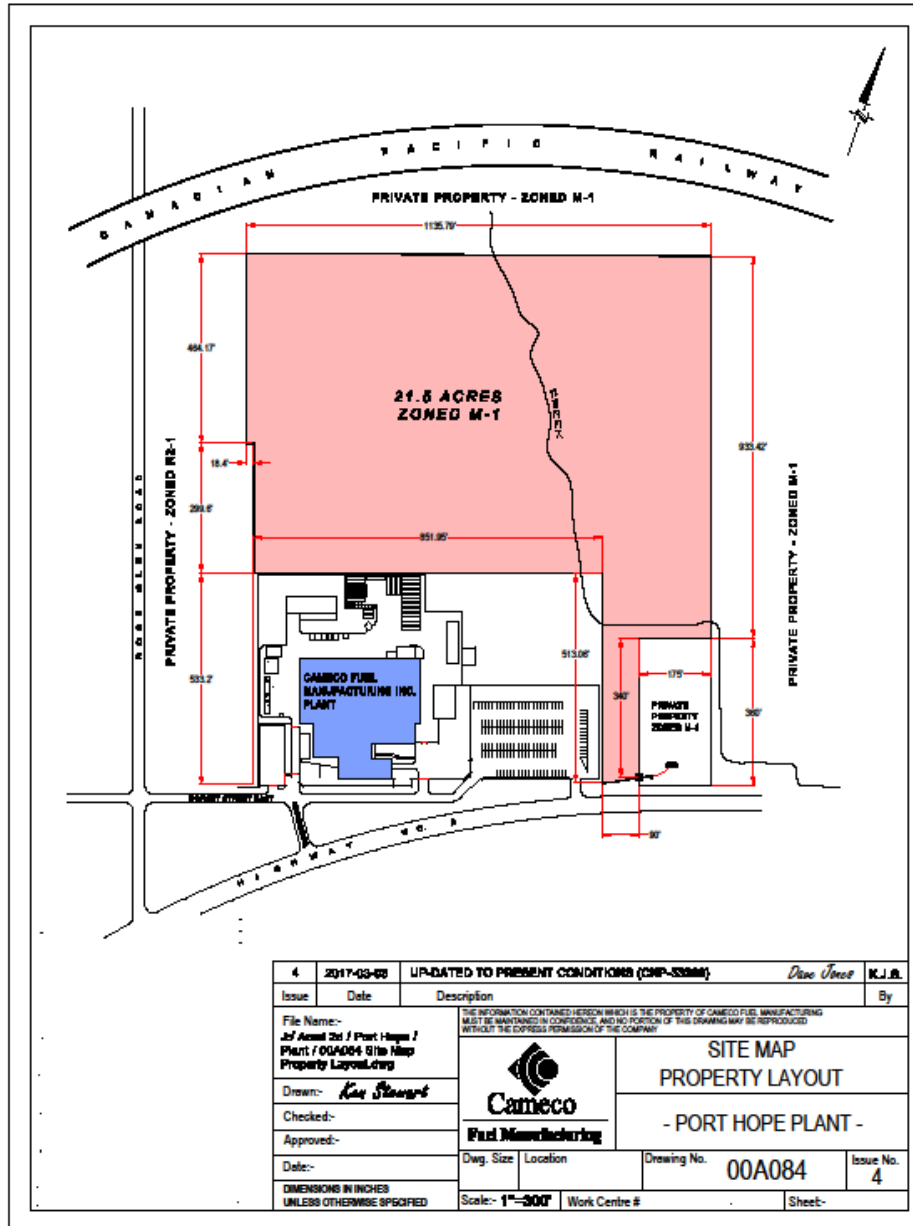 CANADIAN PACIFIC RAILWAY
PRIVATE PROPERTY - ZONED M-1
1135.79'
464.17'
21.5 ACRES
ZONED M-1
CREEK
933.42'
18.4'
299.6'
ROSE GLEN ROAD
PRIVATE PROPERTY - ZONED R2-1
PRIVATE PROPERTY - ZONED M-1
851.95'
533.2'
513.06'
CAMECO FUEL
MANUFACTURING INC.
PLANT
340'
175'
PRIVATE
PROPERTY
360'
STREET EAST
HIGHWAY NO. 2
90'
4 2017-03-08 UP-DATED TO PRESENT CONDITIONS Dave Jones
Issue Date Description By
File Name:-
Plant / 00A084 Site Map
Property Layout.dwg
THE INFORMATION CONTAINED HEREON WHICH IS THE PROPERTY OF CAMECO FUEL MANUFACTURING
MUST BE MAINTAINED IN CONFIDENCE, AND NO PORTION OF THIS DRAWING MAY BE REPRODUCED
WITHOUT THE EXPRESS PERMISSION OF THE COMPANY
Drawn:- Ken Stewart
Checked:-
Approved:-
Date:-
DIMENSIONS IN INCHES
UNLESS OTHERWISE SPECIFIED
Cameco
Fuel Manufacturing
SITE MAP
PROPERTY LAYOUT
- PORT HOPE PLANT -
Dwg. Size Location Drawing No. 00A084 Issue No. 4
Scale:- 1"=300' Work Centre # Sheet:-